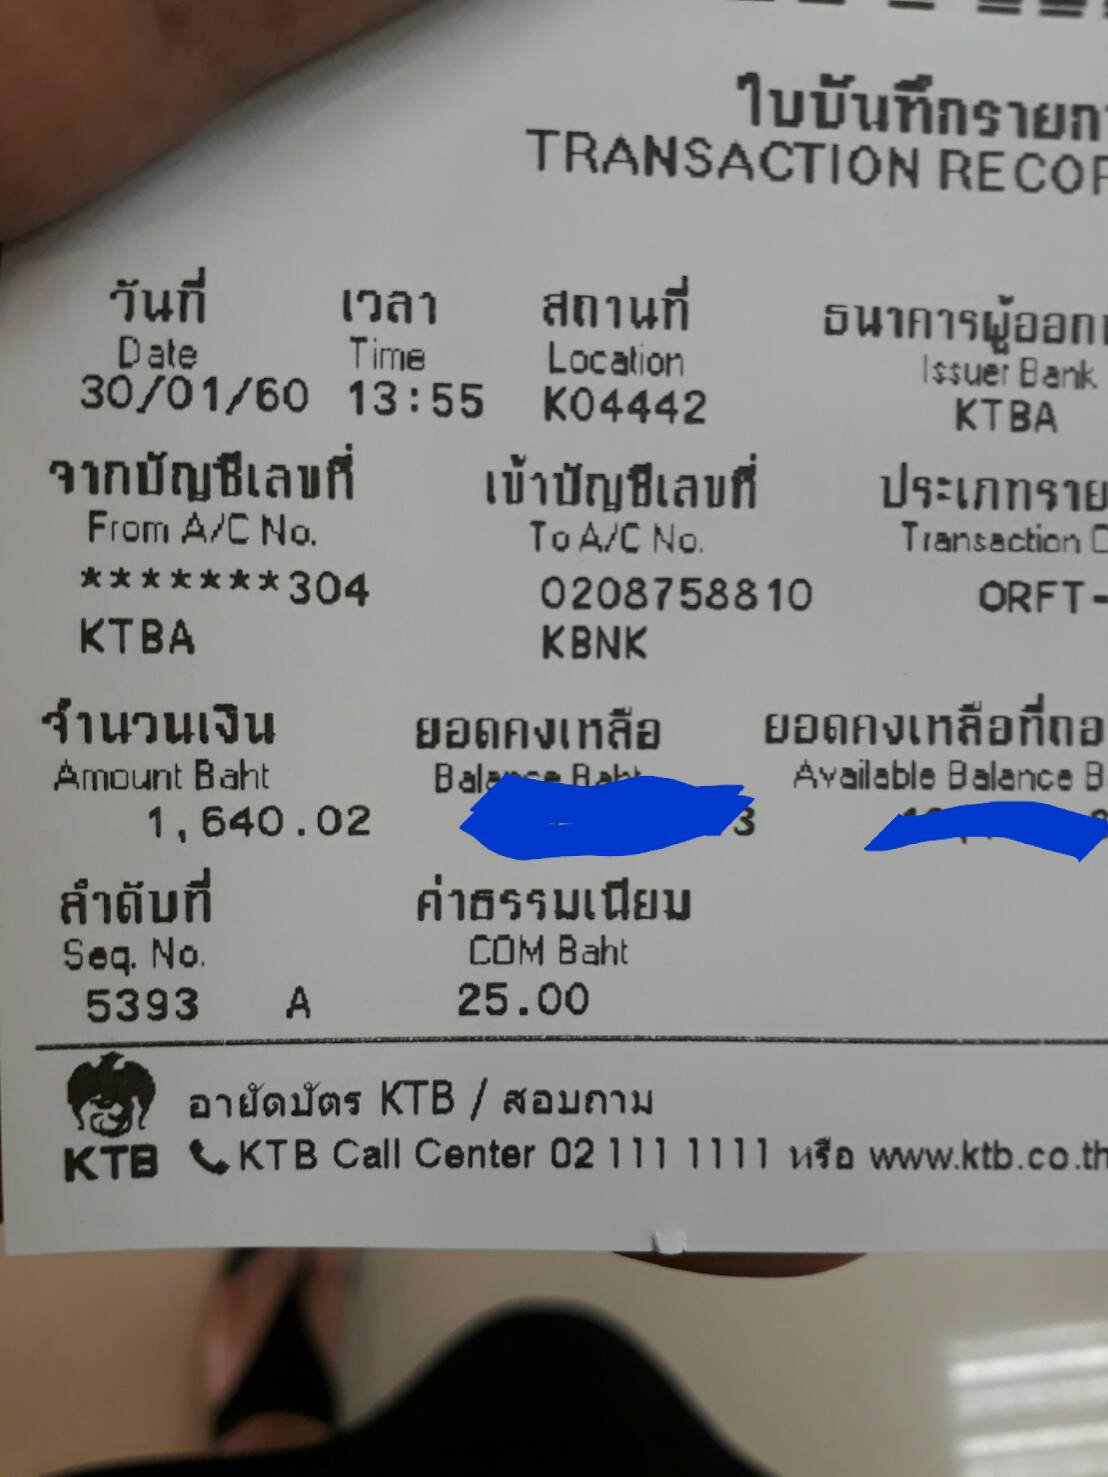 ใบบันทึกรายก
TRANSACTION RECOR
วันที่ เวลา สถานที่ ธนาคารผู้ออก
Date Time Location Issuer Bank
30/01/60 13:55 K04442 KTBA
จากบัญชีเลขที่ เข้าบัญชีเลขที่ ประเภทราย
From A/C No. To A/C No. Transaction
*******304 0208758810 ORFT-
KTBA KBNK
จำนวนเงิน ยอดคงเหลือ ยอดคงเหลือที่ถอ
Amount Baht Balance Baht Available Balance B
1,640.02 3
ลำดับที่ ค่าธรรมเนียม
Seq. No. COM Baht
5393 A 25.00
อายัดบัตร KTB / สอบถาม
KTB KTB Call Center 02 111 1111 หรือ www.ktb.co.th